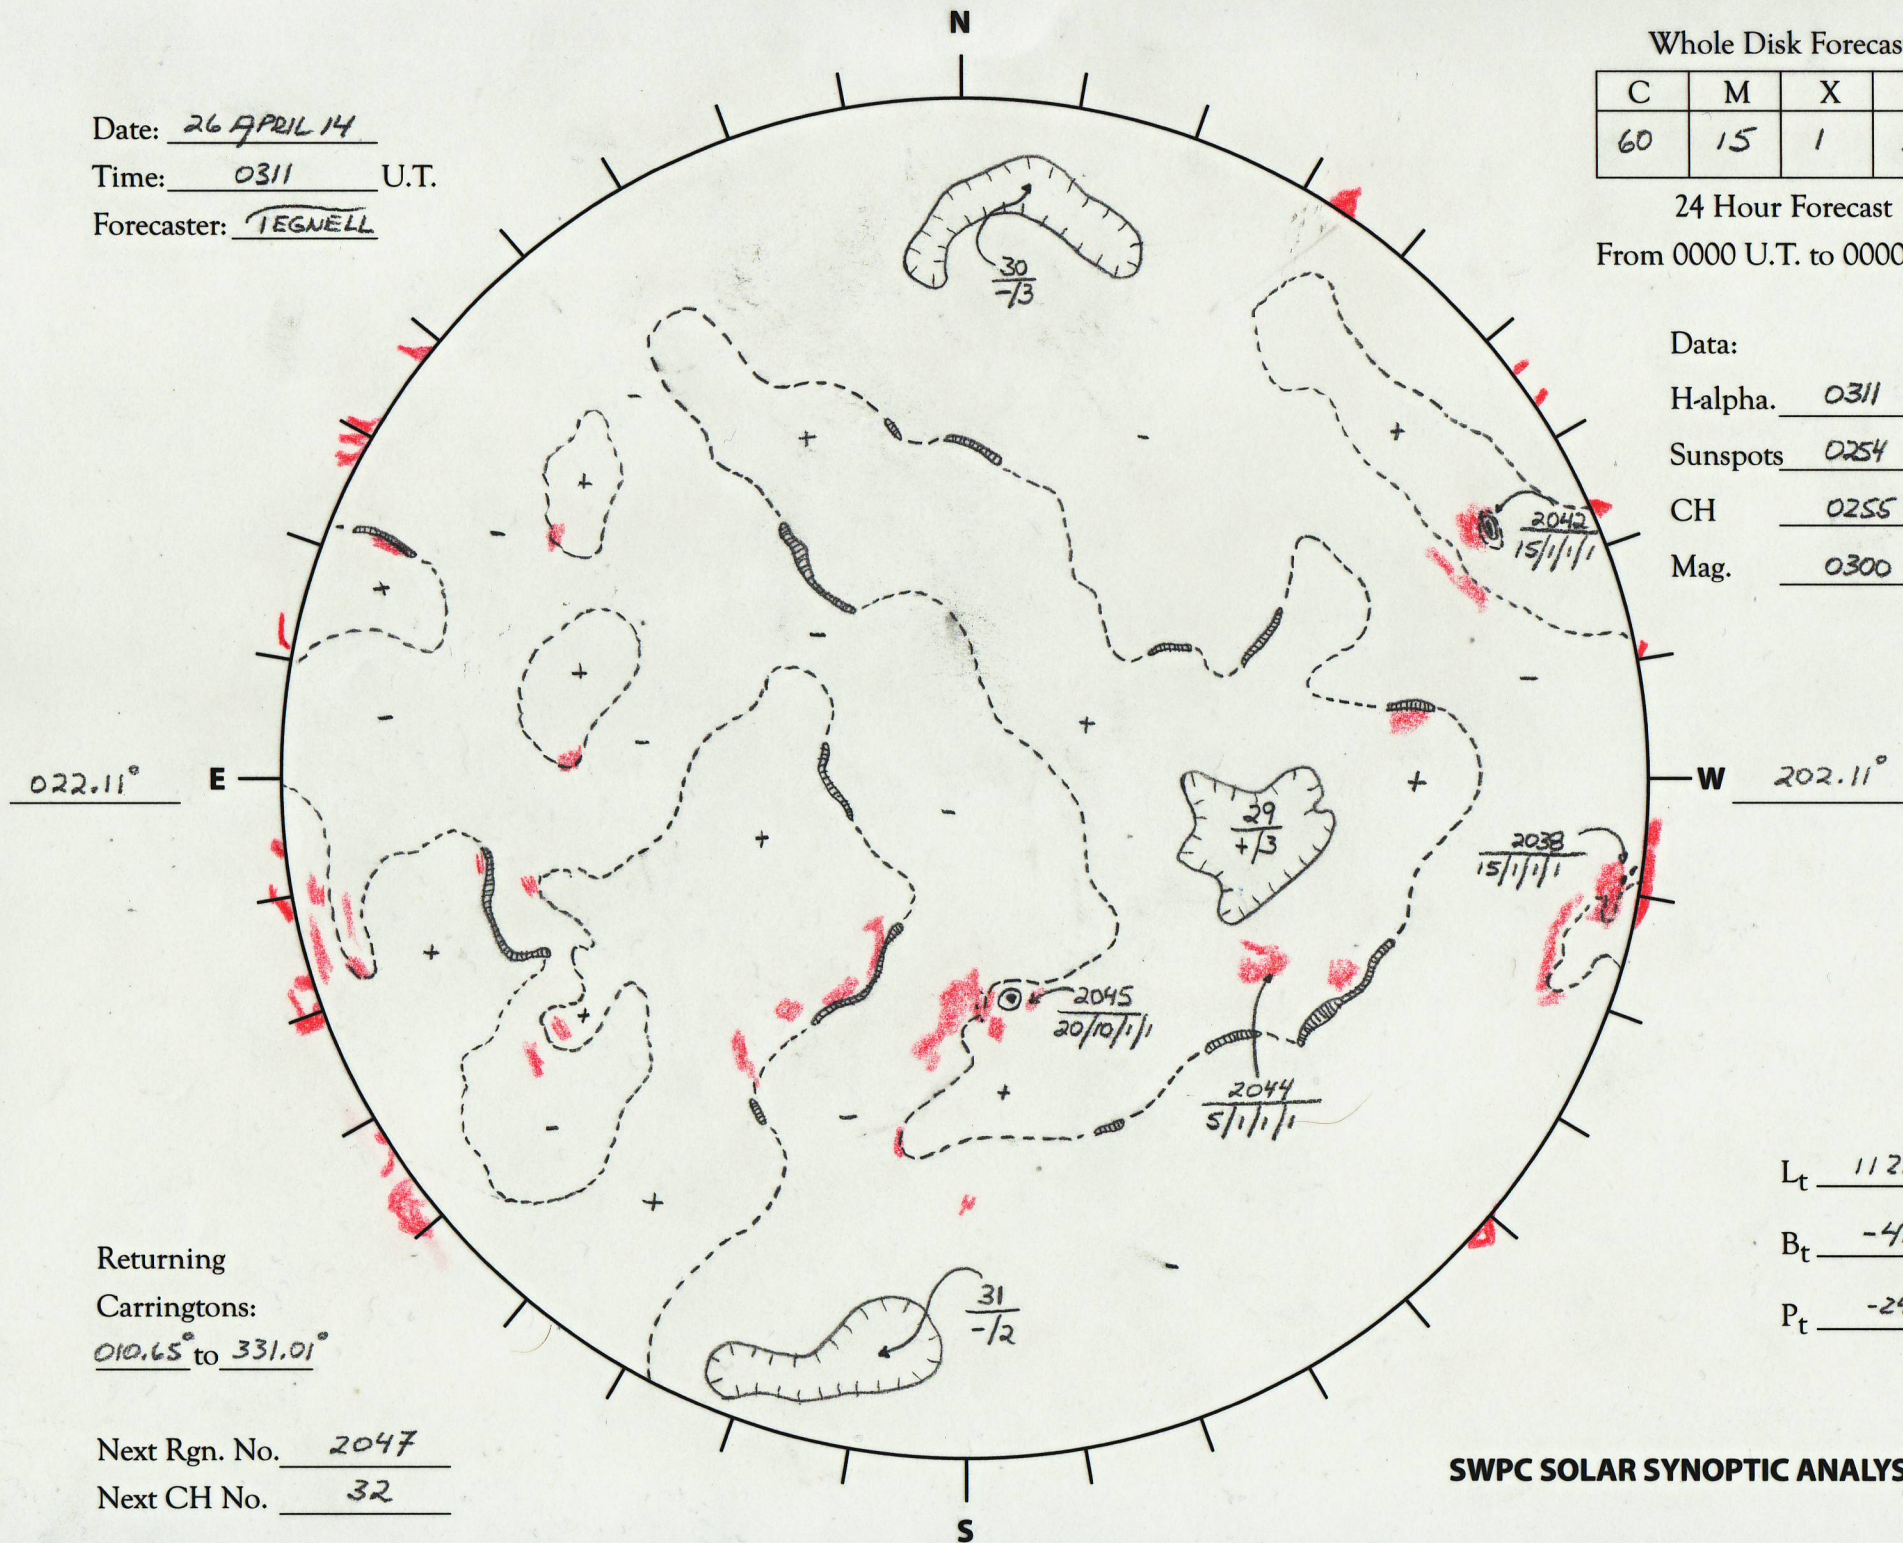 N
Whole Disk Forecas
C M X
60 15 1
24 Hour Forecast
From 0000 U.T. to 0000
Date: 26 APRIL 14
Time: 0311 U.T.
Forecaster: TEGNELL
30
-/3
Data:
H-alpha. 0311
Sunspots 0254
CH 0255
Mag. 0300
+
-
-
+
+
+
2042
15/1/1/1
-
+
-
+
-
-
-
+
022.11° E
W 202.11°
+
29
+/3
-
+
2038
15/1/1/1
+
2045
20/10/1/1
+
+
2044
5/1/1/1
-
-
+
Lt 112.
Bt -4.
Pt -24
-
Returning
Carringtons:
010.65° to 331.01°
31
-/2
Next Rgn. No. 2047
Next CH No. 32
SWPC SOLAR SYNOPTIC ANALYS
S